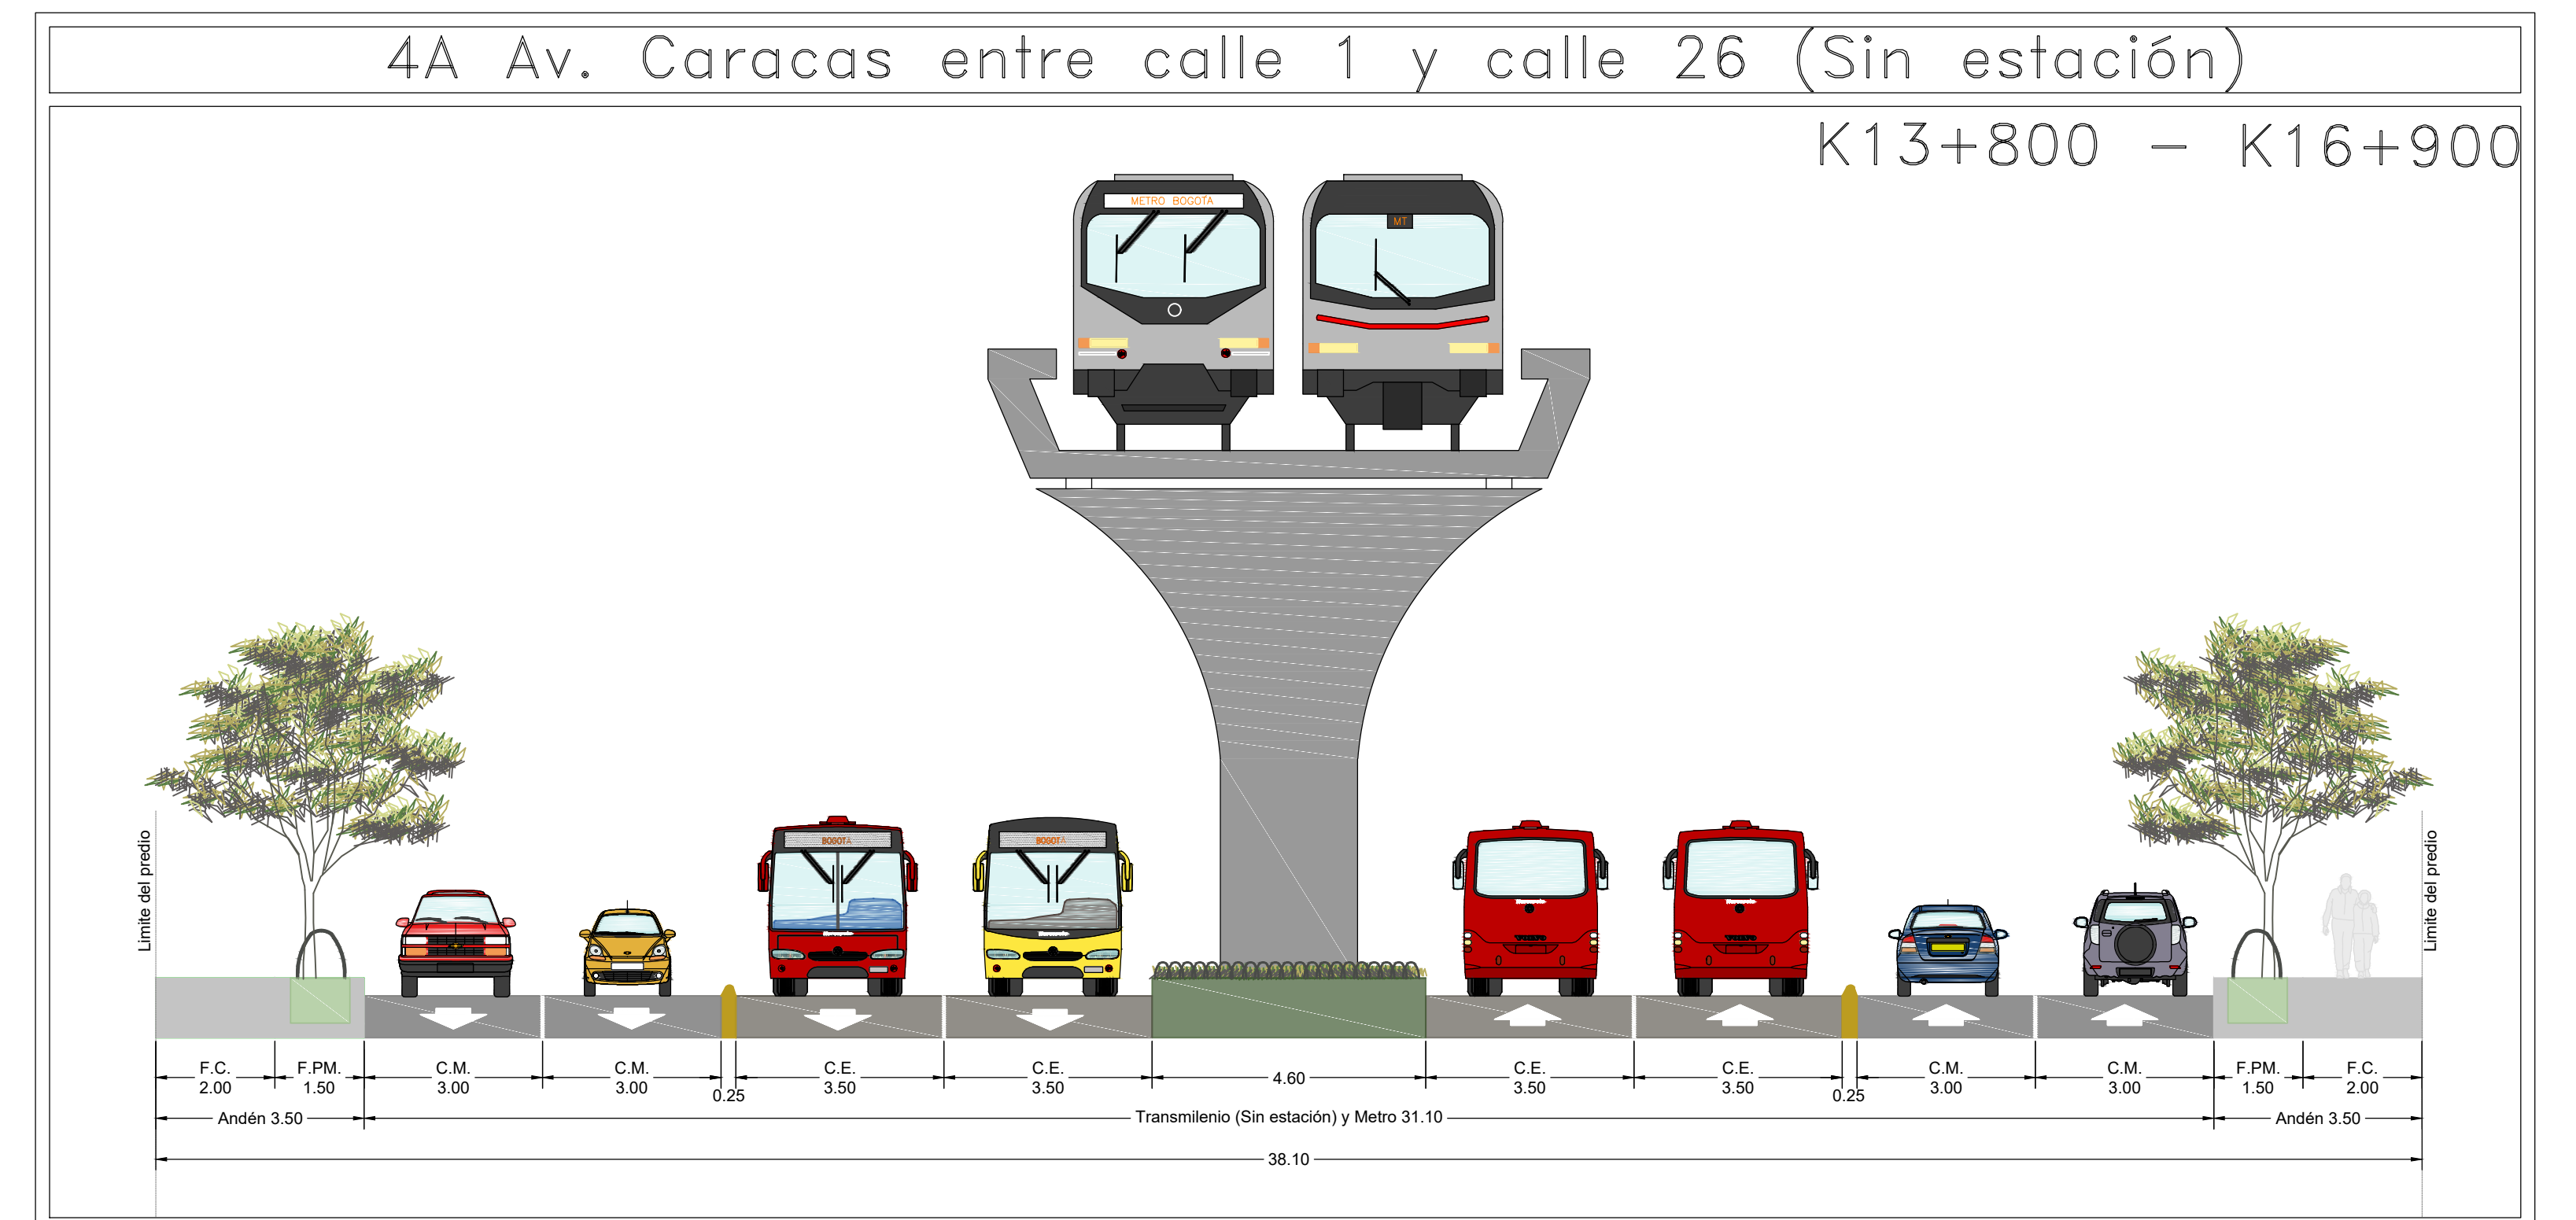 4A Av. Caracas entre calle 1 y calle 26 (Sin estación)
K13+800 - K16+900
METRO BOGOTA
MT
BOGOTA
BOGOTA
Limite del predio
Limite del predio
F.C. F.PM. C.M. C.M. C.E. C.E. 4.60 C.E. C.E. C.M. C.M. F.PM. F.C.
2.00 1.50 3.00 3.00 0.25 3.50 3.50 3.50 3.50 0.25 3.00 3.00 1.50 2.00
Andén 3.50 Transmilenio (Sin estación) y Metro 31.10 Andén 3.50
38.10